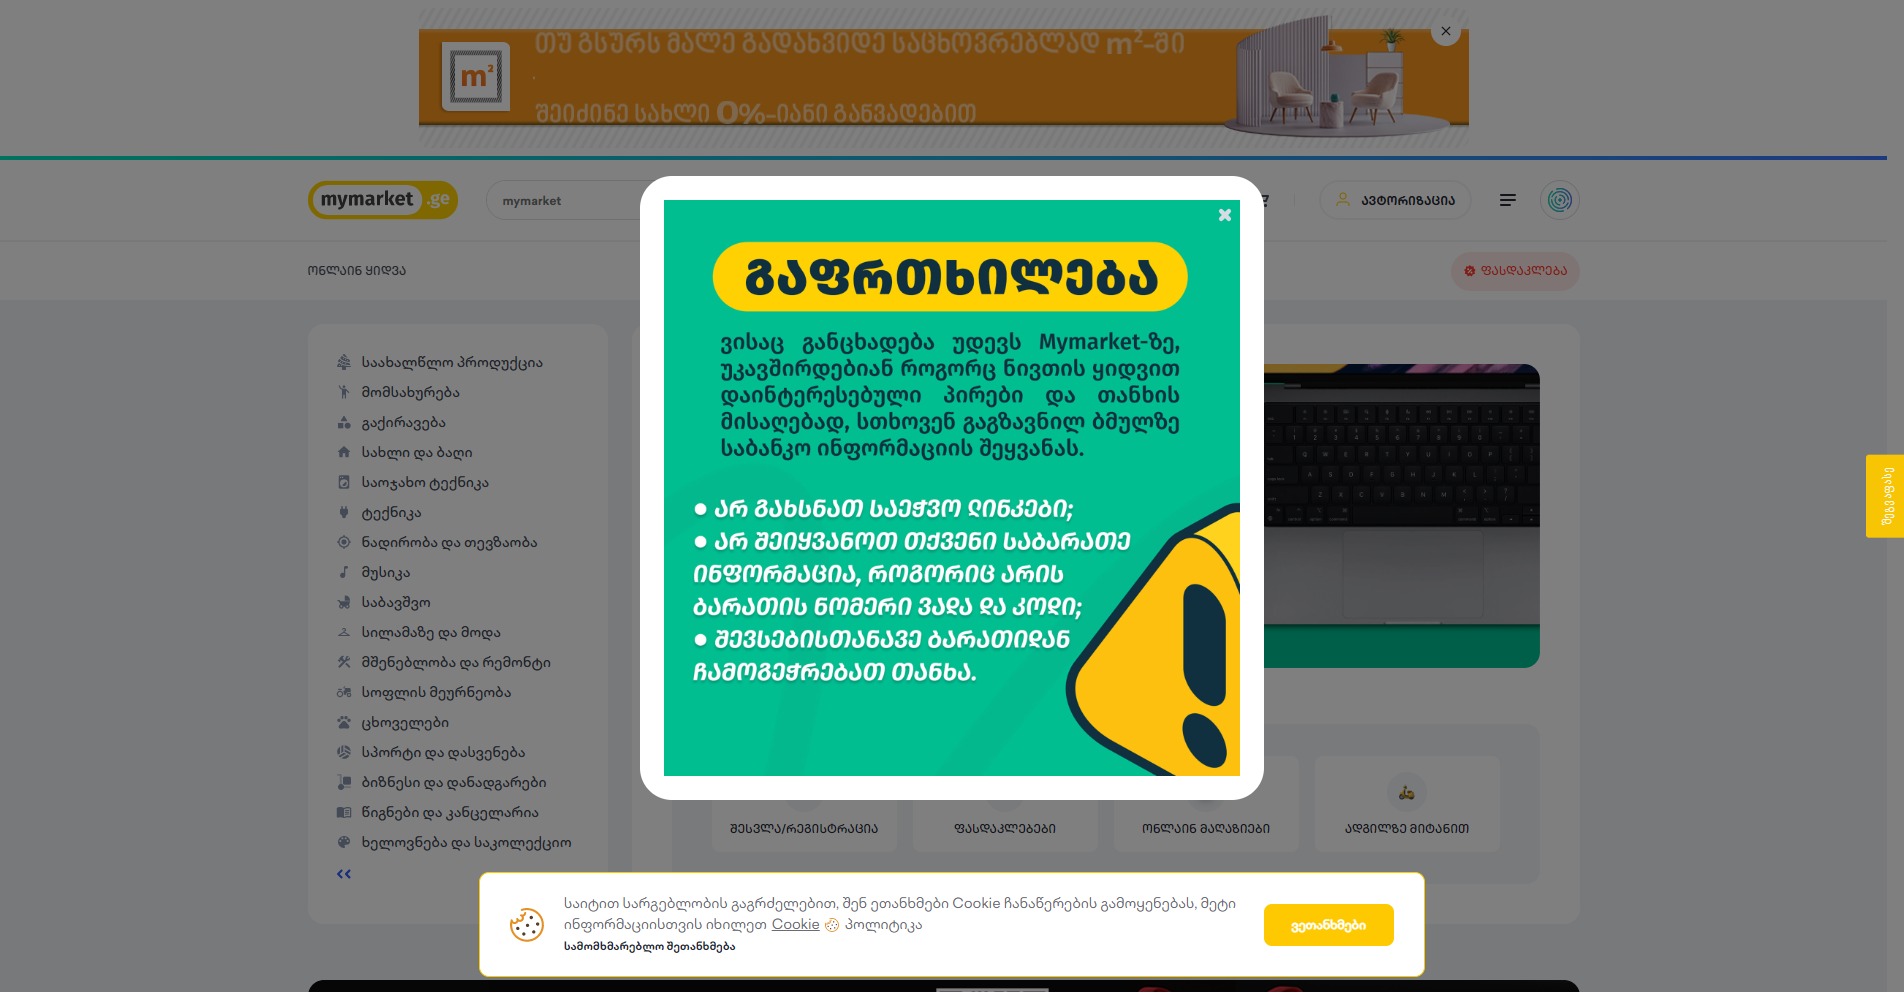 თუ გსურს მალე გადახვიდე საცხოვრებლად m²-ში
m²
შეიძინე სახლი 0%-იანი განვადებით
mymarket.ge
mymarket
ავტორიზაცია
ონლაინ ყიდვა
ფასდაკლება
გაფრთხილება
ვისაც განცხადება უდევს Mymarket-ზე,
უკავშირდებიან როგორც ნივთის ყიდვით
დაინტერესებული პირები და თანხის
მისაღებად, სთხოვენ გაგზავნილ ბმულზე
საბანკო ინფორმაციის შეყვანას.
● არ გახსნათ საეჭვო ლინკები;
● არ შეიყვანოთ თქვენი საბარათე
ინფორმაცია, როგორიც არის
ბარათის ნომერი ვადა და კოდი;
● შევსებისთანავე ბარათიდან
ჩამოგეჭრებათ თანხა.
საახალწლო პროდუქცია
მომსახურება
გაქირავება
სახლი და ბაღი
საოჯახო ტექნიკა
ტექნიკა
ნადირობა და თევზაობა
მუსიკა
საბავშვო
სილამაზე და მოდა
მშენებლობა და რემონტი
სოფლის მეურნეობა
ცხოველები
სპორტი და დასვენება
ბიზნესი და დანადგარები
წიგნები და კანცელარია
ხელოვნება და საკოლექციო
შეგვაფასე
შესვლა/რეგისტრაცია
ფასდაკლებები
ონლაინ მაღაზიები
ადგილზე მიტანით
საიტით სარგებლობის გაგრძელებით, შენ ეთანხმები Cookie ჩანაწერების გამოყენებას, მეტი
ინფორმაციისთვის იხილეთ Cookie პოლიტიკა
სამომხმარებლო შეთანხმება
ვეთანხმები